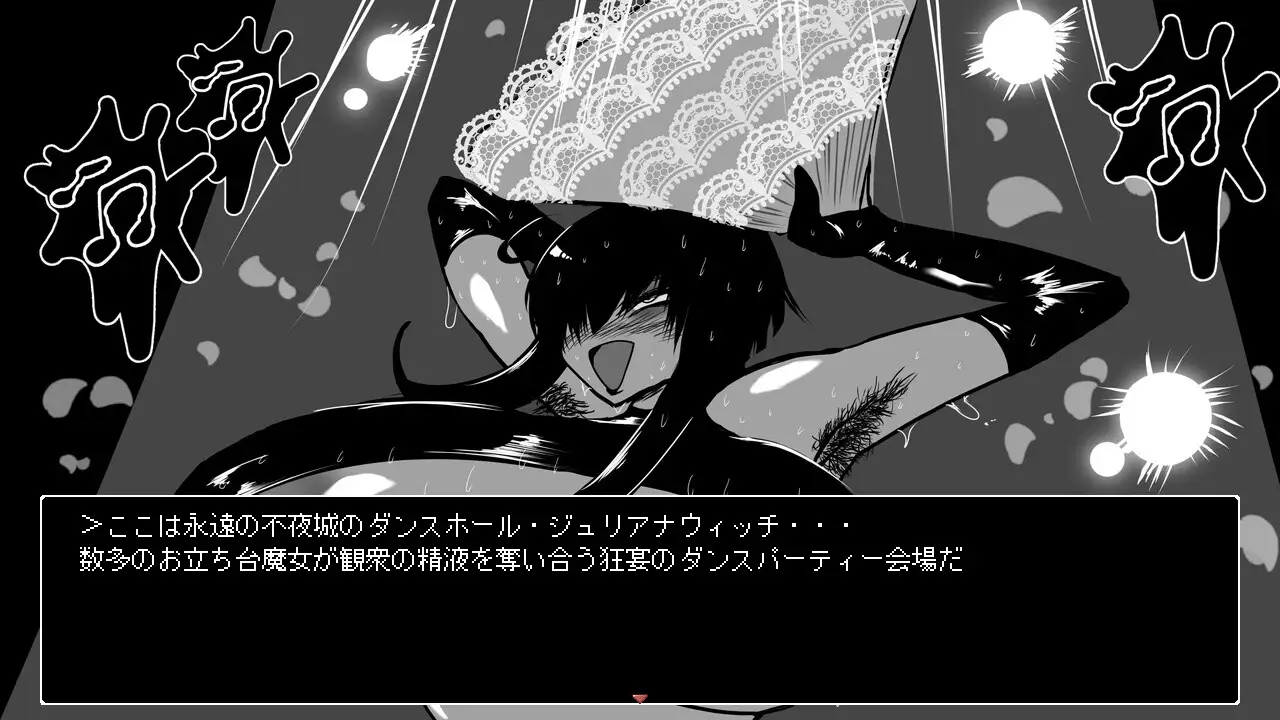 >ここは永遠の不夜城のダンスホール・ジュリアナウィッチ・・・
数多のお立ち台魔女が観衆の精液を奪い合う狂宴のダンスパーティー会場だ